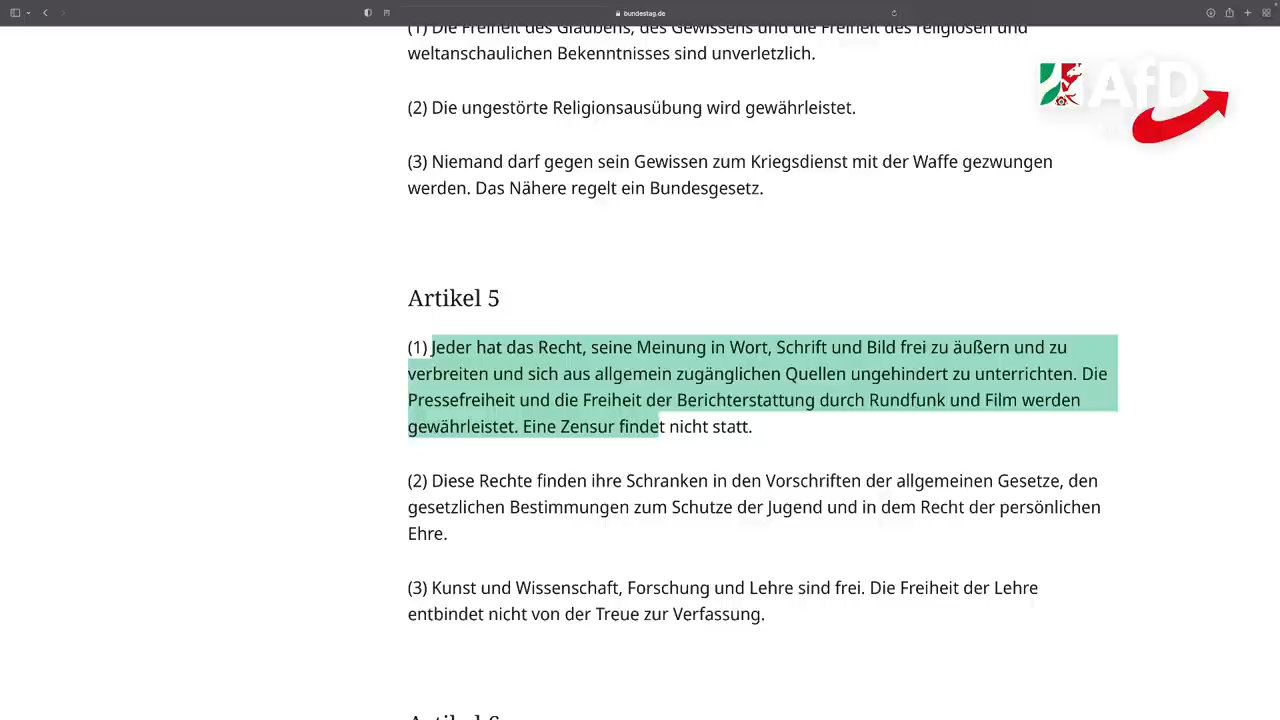 bundestag.de
(1) Die Freiheit des Glaubens, des Gewissens und die Freiheit des religiösen und
weltanschaulichen Bekenntnisses sind unverletzlich.
AfD
(2) Die ungestörte Religionsausübung wird gewährleistet.
(3) Niemand darf gegen sein Gewissen zum Kriegsdienst mit der Waffe gezwungen
werden. Das Nähere regelt ein Bundesgesetz.
Artikel 5
(1) Jeder hat das Recht, seine Meinung in Wort, Schrift und Bild frei zu äußern und zu
verbreiten und sich aus allgemein zugänglichen Quellen ungehindert zu unterrichten. Die
Pressefreiheit und die Freiheit der Berichterstattung durch Rundfunk und Film werden
gewährleistet. Eine Zensur findet nicht statt.
(2) Diese Rechte finden ihre Schranken in den Vorschriften der allgemeinen Gesetze, den
gesetzlichen Bestimmungen zum Schutze der Jugend und in dem Recht der persönlichen
Ehre.
(3) Kunst und Wissenschaft, Forschung und Lehre sind frei. Die Freiheit der Lehre
entbindet nicht von der Treue zur Verfassung.
Artikel 6